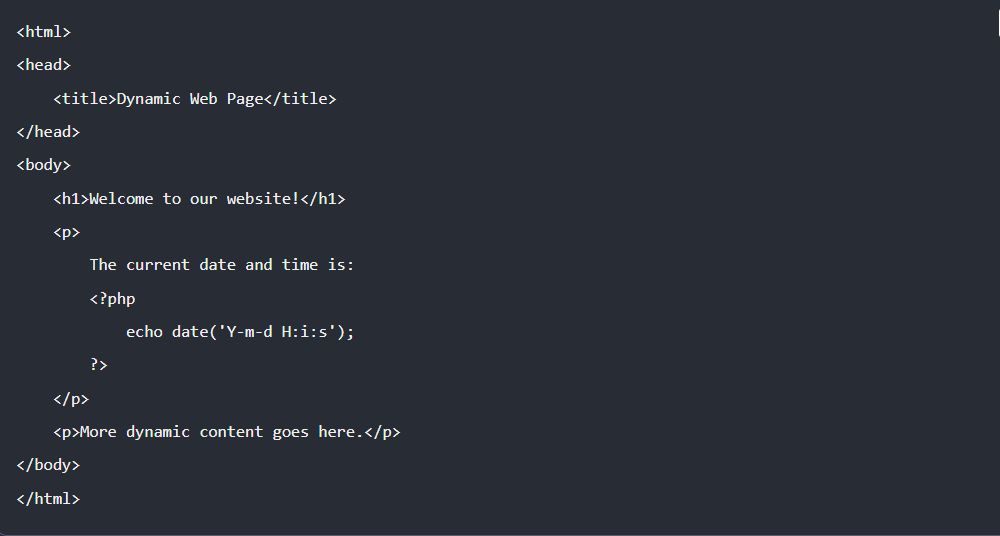 <html>
<head>
    <title>Dynamic Web Page</title>
</head>
<body>
    <h1>Welcome to our website!</h1>
    <p>
        The current date and time is:
        <?php
            echo date('Y-m-d H:i:s');
        ?>
    </p>
    <p>More dynamic content goes here.</p>
</body>
</html>